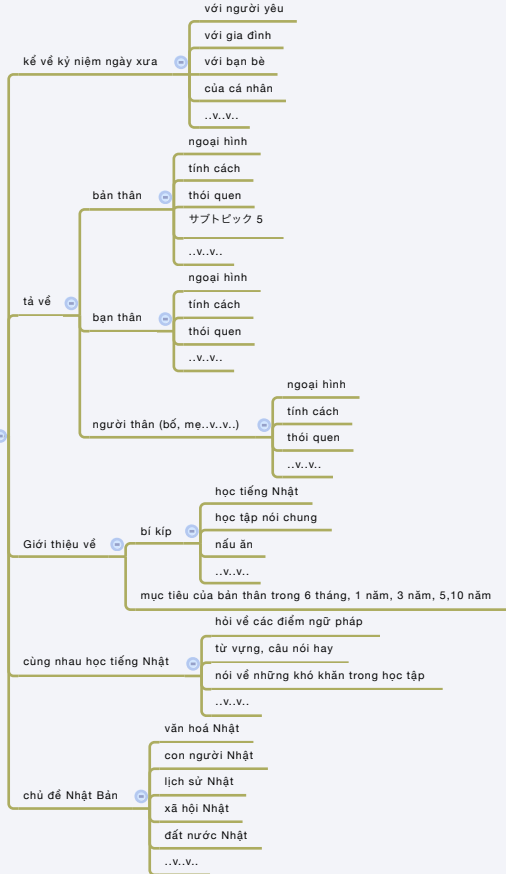 với người yêu
với gia đình
kể về kỷ niệm ngày xưa
với bạn bè
của cá nhân
..v..v..
ngoại hình
tính cách
bản thân
thói quen
サブトピック 5
..v..v..
ngoại hình
tả về
tính cách
bạn thân
thói quen
..v..v..
ngoại hình
tính cách
người thân (bố, mẹ..v..v..)
thói quen
..v..v..
học tiếng Nhật
học tập nói chung
bí kíp
Giới thiệu về
nấu ăn
..v..v..
mục tiêu của bản thân trong 6 tháng, 1 năm, 3 năm, 5,10 năm
hỏi về các điểm ngữ pháp
từ vựng, câu nói hay
cùng nhau học tiếng Nhật
nói về những khó khăn trong học tập
..v..v..
văn hoá Nhật
con người Nhật
lịch sử Nhật
chủ đề Nhật Bản
xã hội Nhật
đất nước Nhật
..v..v..